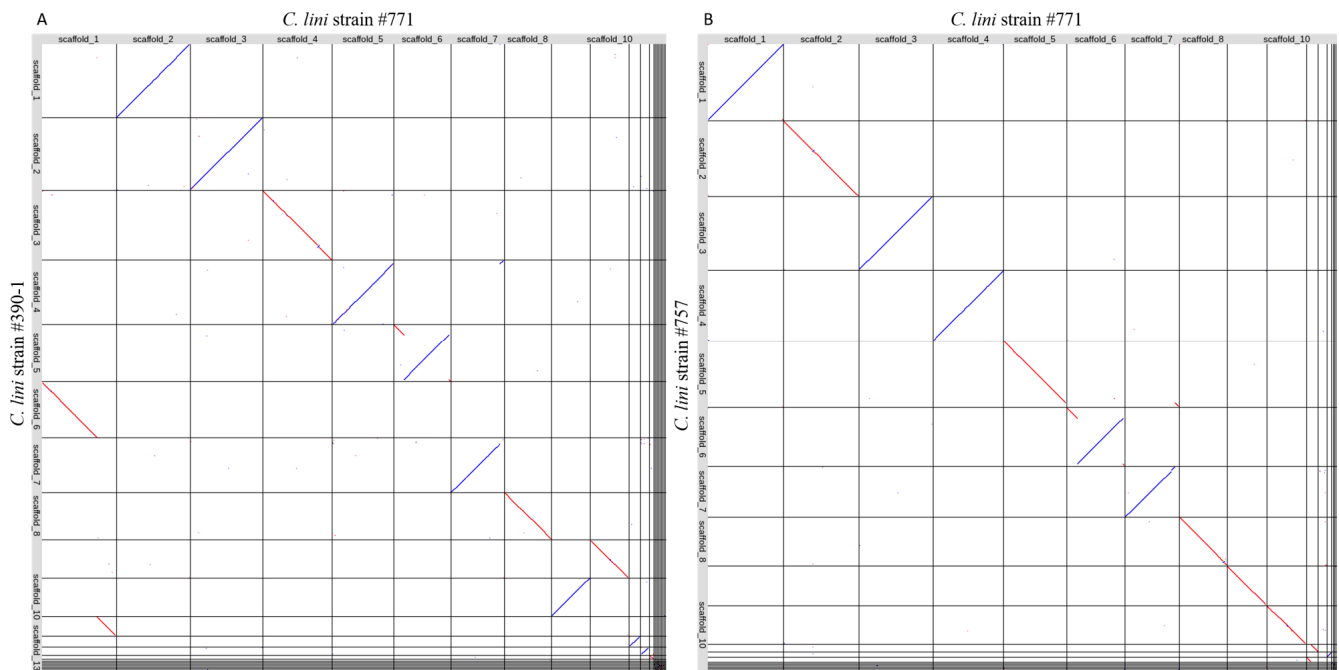 A
C. lini strain #771
scaffold_1 scaffold_2 scaffold_3 scaffold_4 scaffold_5 scaffold_6 scaffold_7 scaffold_8 scaffold_10
C. lini strain #390-1
scaffold_1
scaffold_2
scaffold_3
scaffold_4
scaffold_5
scaffold_6
scaffold_7
scaffold_8
scaffold_10
scaffold_13
B
C. lini strain #771
scaffold_1 scaffold_2 scaffold_3 scaffold_4 scaffold_5 scaffold_6 scaffold_7 scaffold_8 scaffold_10
C. lini strain #757
scaffold_1
scaffold_2
scaffold_3
scaffold_4
scaffold_5
scaffold_6
scaffold_7
scaffold_8
scaffold_10